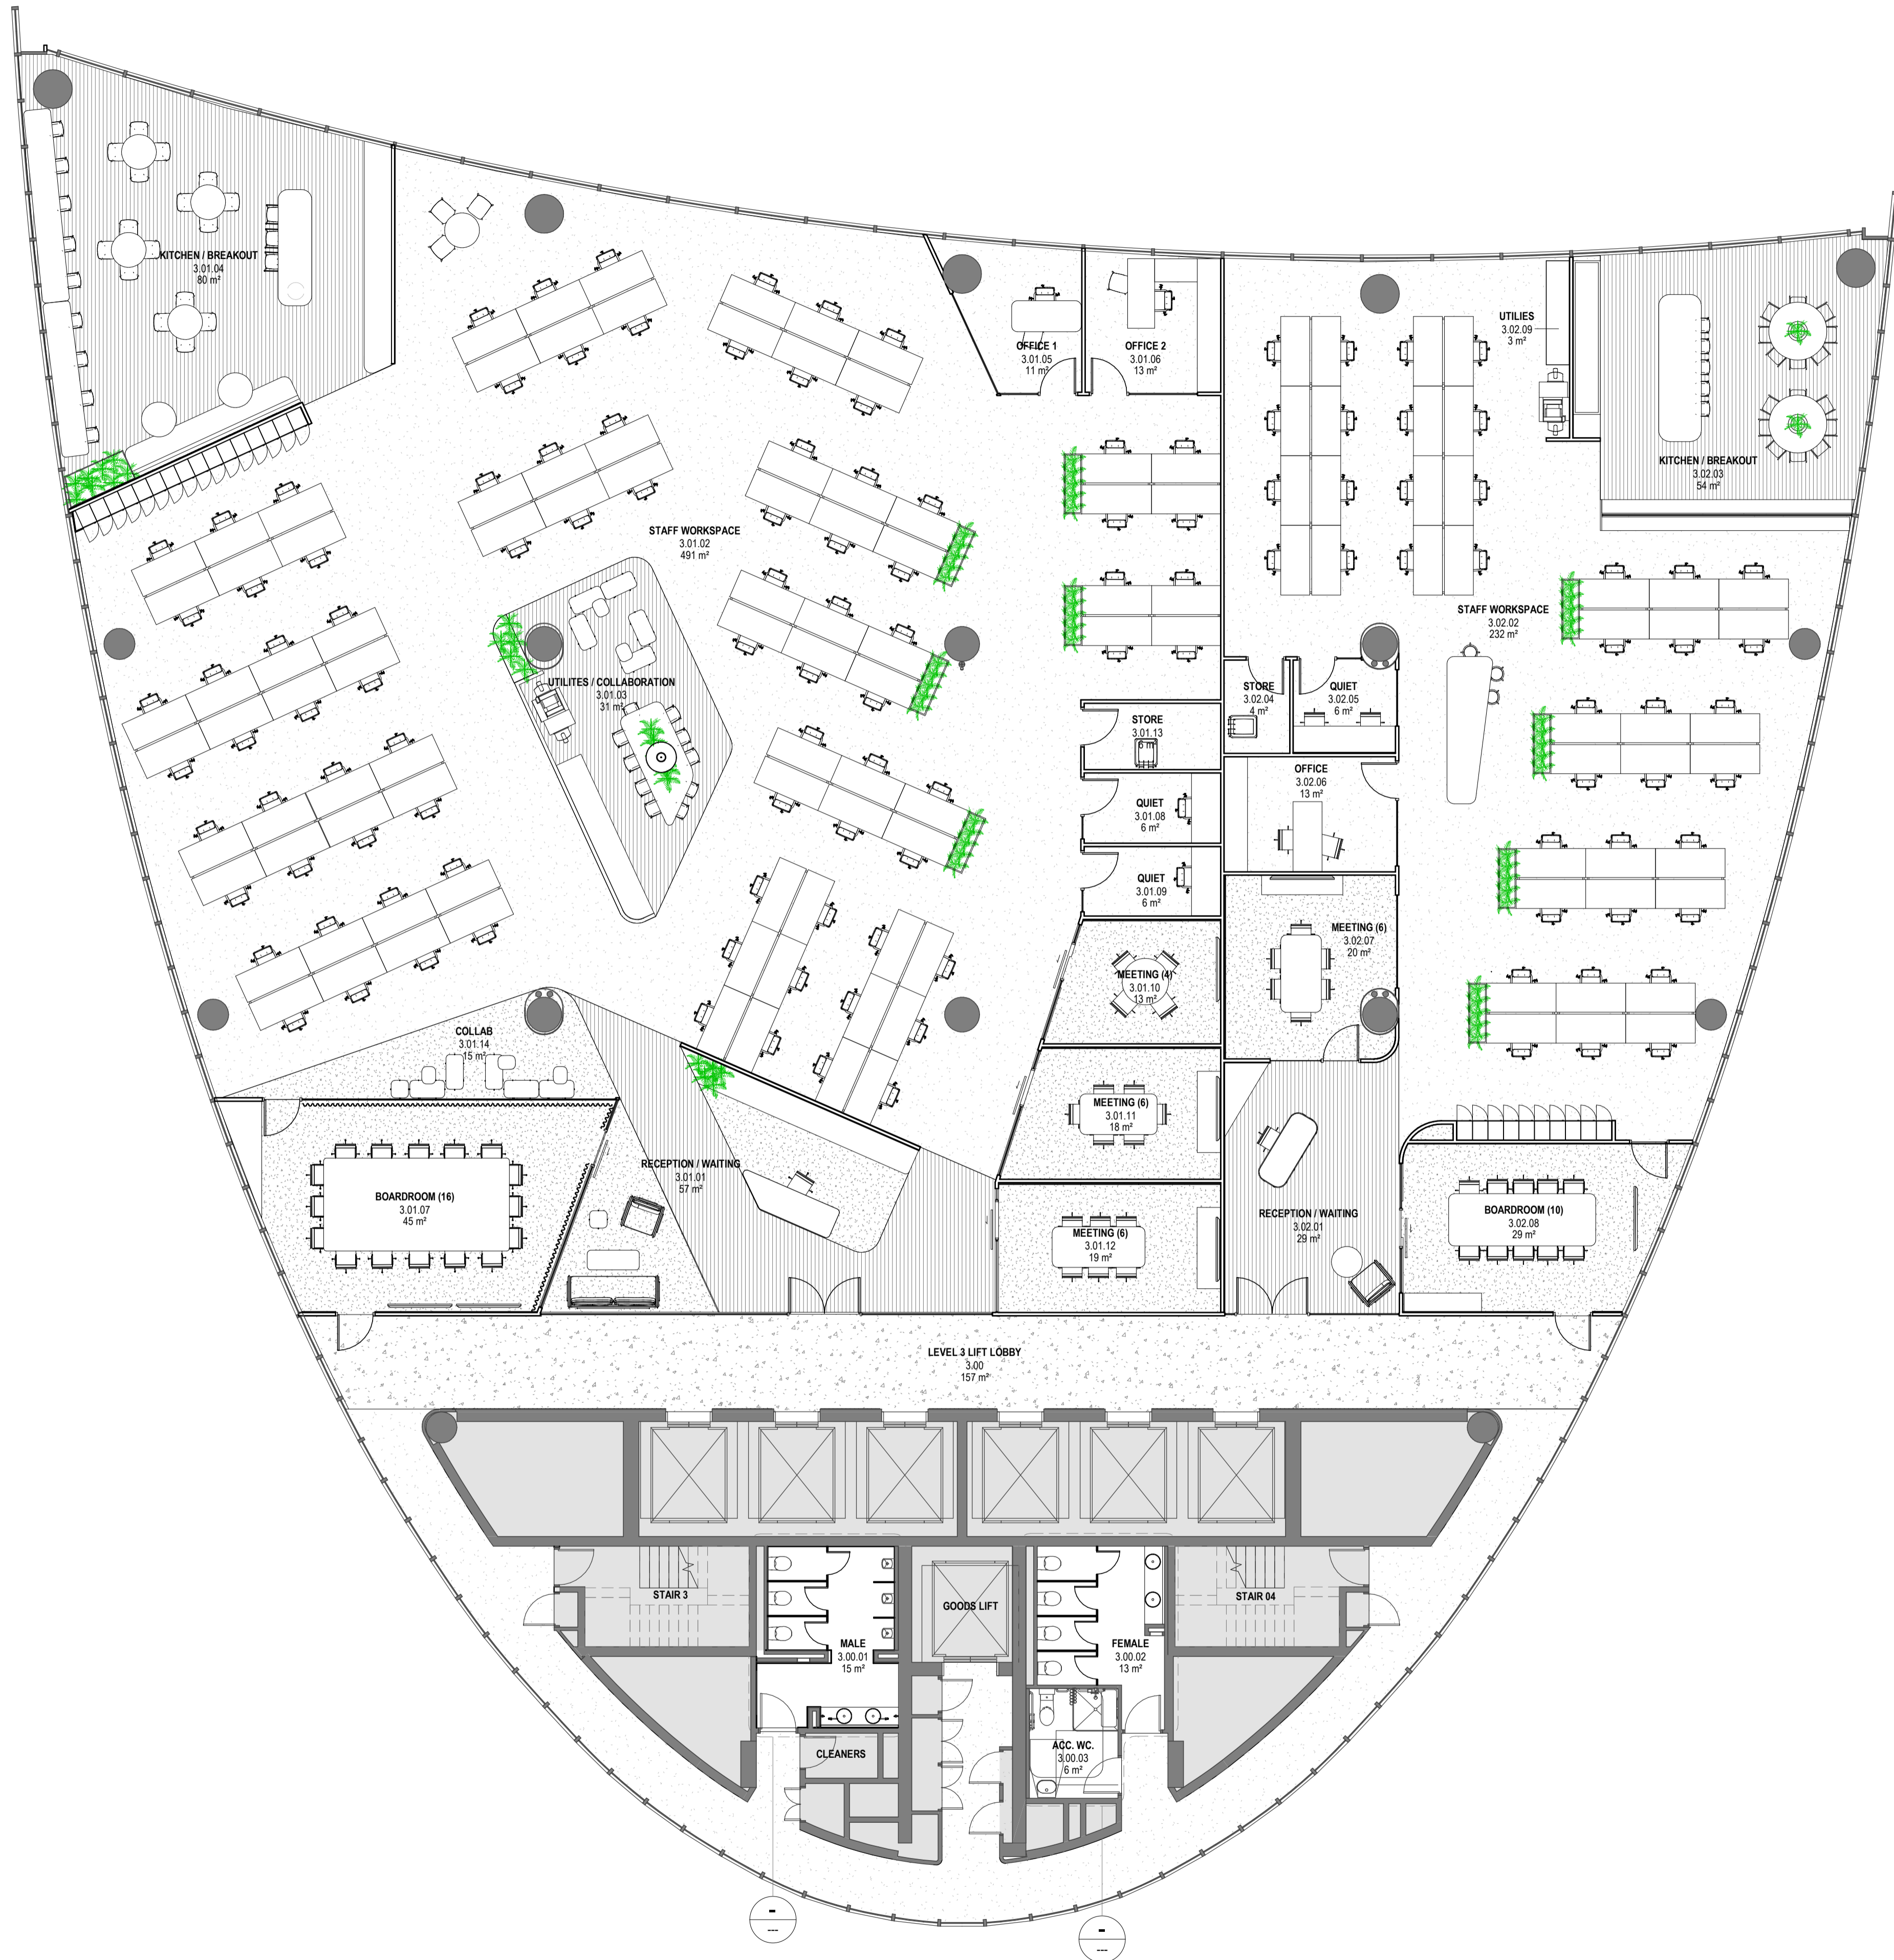 KITCHEN / BREAKOUT
3.01.04
80 m²
OFFICE 1
3.01.05
11 m²
OFFICE 2
3.01.06
13 m²
UTILIES
3.02.09
3 m²
KITCHEN / BREAKOUT
3.02.03
54 m²
STAFF WORKSPACE
3.01.02
491 m²
STAFF WORKSPACE
3.02.02
232 m²
UTILITES / COLLABORATION
3.01.03
31 m²
STORE
3.02.04
4 m²
QUIET
3.02.05
6 m²
STORE
3.01.13
6 m²
OFFICE
3.02.06
13 m²
QUIET
3.01.08
6 m²
QUIET
3.01.09
6 m²
MEETING (6)
3.02.07
20 m²
MEETING (4)
3.01.10
13 m²
COLLAB
3.01.14
15 m²
MEETING (6)
3.01.11
18 m²
RECEPTION / WAITING
3.01.01
57 m²
BOARDROOM (16)
3.01.07
45 m²
MEETING (6)
3.01.12
19 m²
RECEPTION / WAITING
3.02.01
29 m²
BOARDROOM (10)
3.02.08
29 m²
LEVEL 3 LIFT LOBBY
3.00
157 m²
STAIR 3
GOODS LIFT
STAIR 04
MALE
3.00.01
15 m²
FEMALE
3.00.02
13 m²
CLEANERS
ACC. WC.
3.00.03
6 m²
-
---
-
---